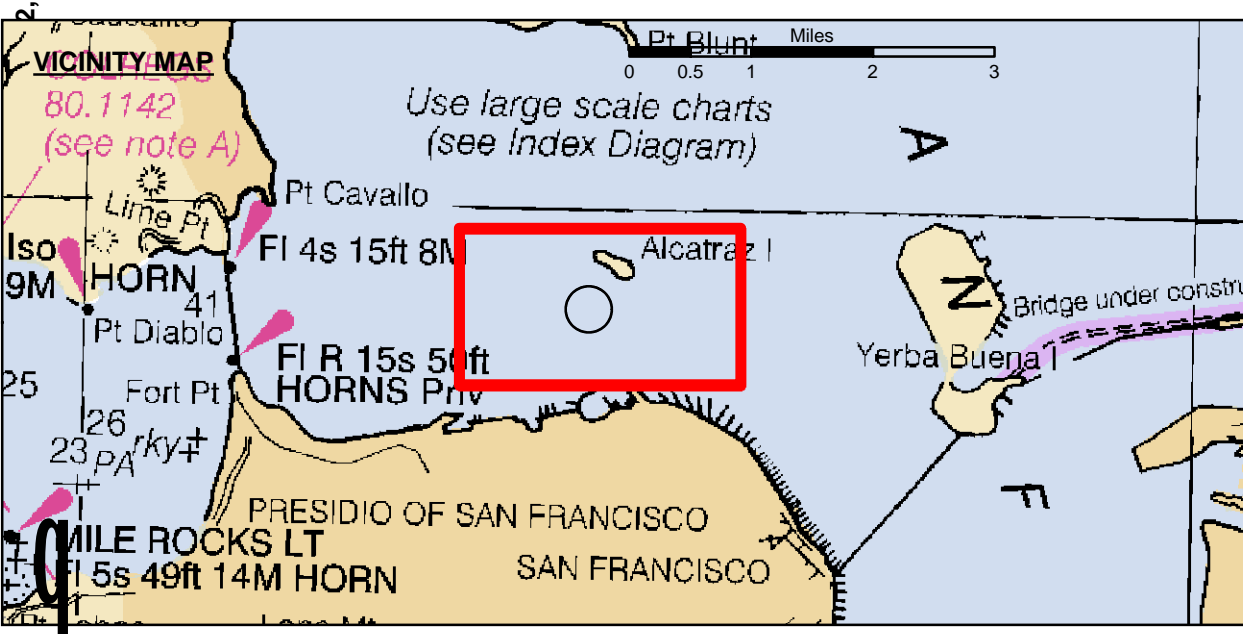 VICINITY MAP
COLREGS
80.1142
(see note A)
Pt Blunt
Miles
0 0.5 1 2 3
Use large scale charts
(see Index Diagram)
A
Pt Cavallo
Lime Pt
Iso
9M
HORN
41
Fl 4s 15ft 8M
Alcatraz I
N
Bridge under constru
Pt Diablo
Fl R 15s 50ft
HORNS Priv
Yerba Buena I
25
Fort Pt
26
23
PA
rky
F
PRESIDIO OF SAN FRANCISCO
MILE ROCKS LT
Fl 5s 49ft 14M HORN
SAN FRANCISCO